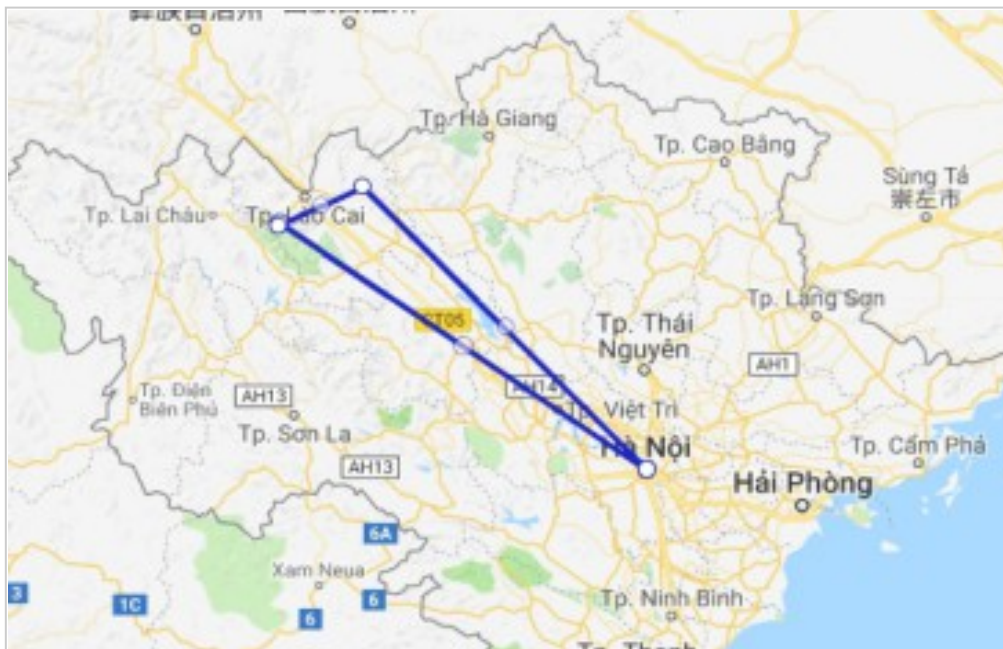 Tp. Hà Giang
Tp. Cao Bằng
Sùng Tả
崇左市
Tp. Lai Châu
Tp. Lào Cai
Tp. Lạng Sơn
CT05
Tp. Thái
Nguyên
AH1
AH14
Tp. Điện
Biên Phủ
AH13
Tp. Việt Trì
Tp. Sơn La
Hà Nội
Tp. Cẩm Phả
AH13
Hải Phòng
6A
Xam Neua
3
1C
6
6
Tp. Ninh Bình